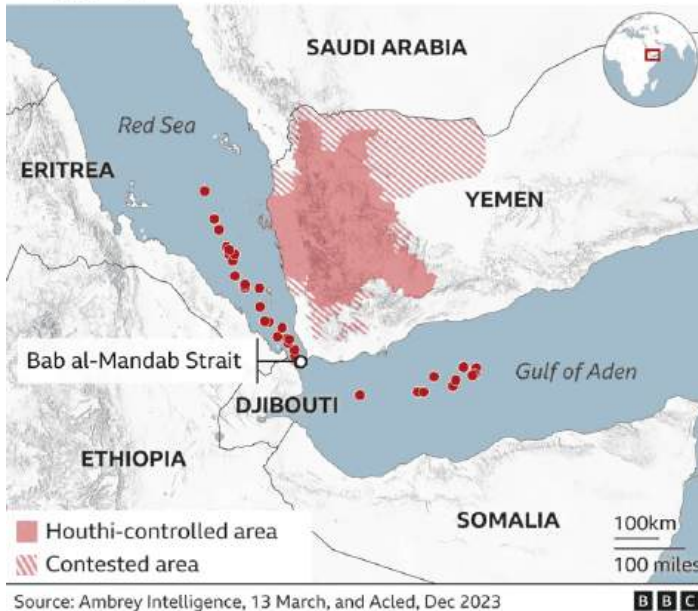 SAUDI ARABIA
Red Sea
ERITREA
YEMEN
Bab al-Mandab Strait
Gulf of Aden
DJIBOUTI
ETHIOPIA
SOMALIA
Houthi-controlled area
Contested area
100km
100 miles
Source: Ambrey Intelligence, 13 March, and Acled, Dec 2023
BBC